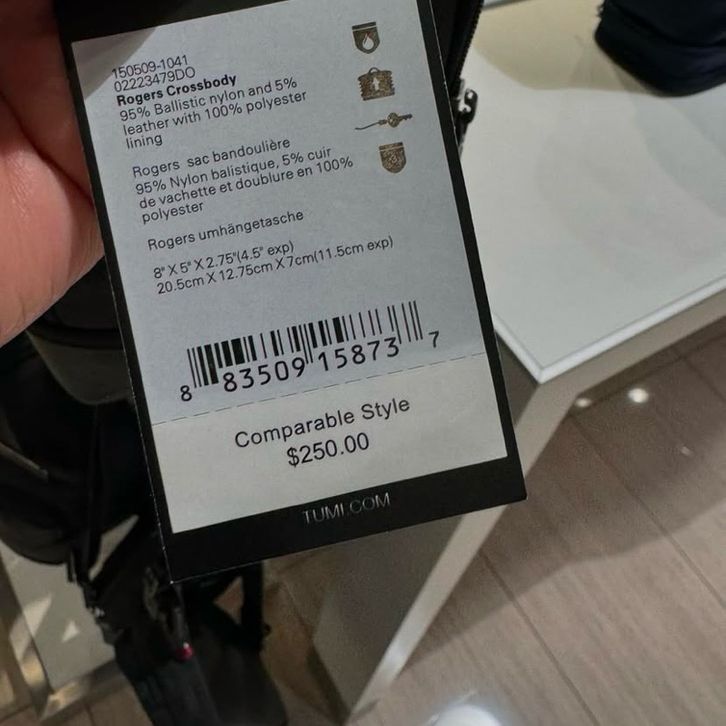 150509-1041
02223479DO
Rogers Crossbody
95% Ballistic nylon and 5%
leather with 100% polyester
lining
Rogers sac bandoulière
95% Nylon balistique, 5% cuir
de vachette et doublure en 100%
polyester
Rogers umhängetasche
8" X 5" X 2.75"(4.5" exp)
20.5cm X 12.75cm X 7cm(11.5cm exp)
8 83509 15873 7
Comparable Style
$250.00
TUMI.COM